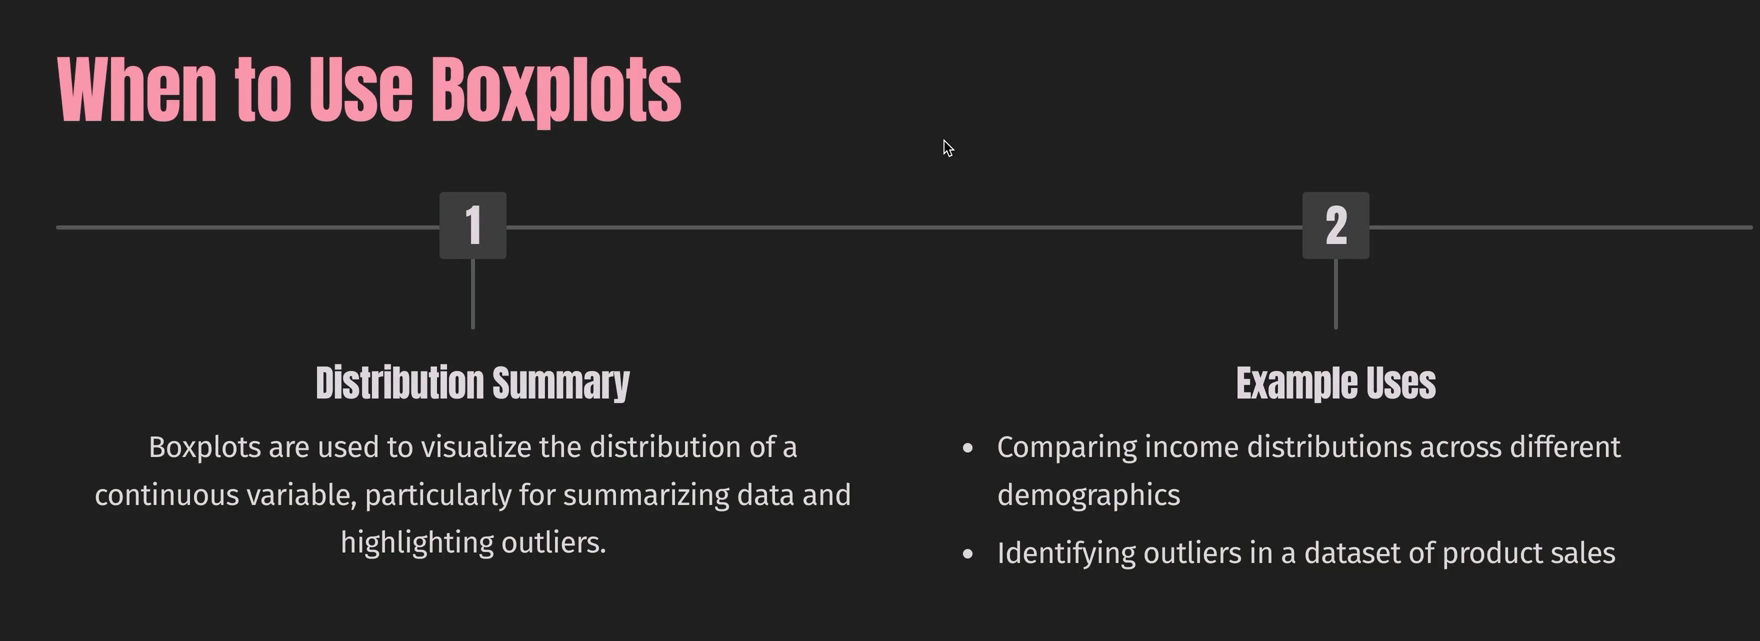 When to Use Boxplots
1
2
Distribution Summary
Boxplots are used to visualize the distribution of a
continuous variable, particularly for summarizing data and
highlighting outliers.
Example Uses
• Comparing income distributions across different
demographics
• Identifying outliers in a dataset of product sales